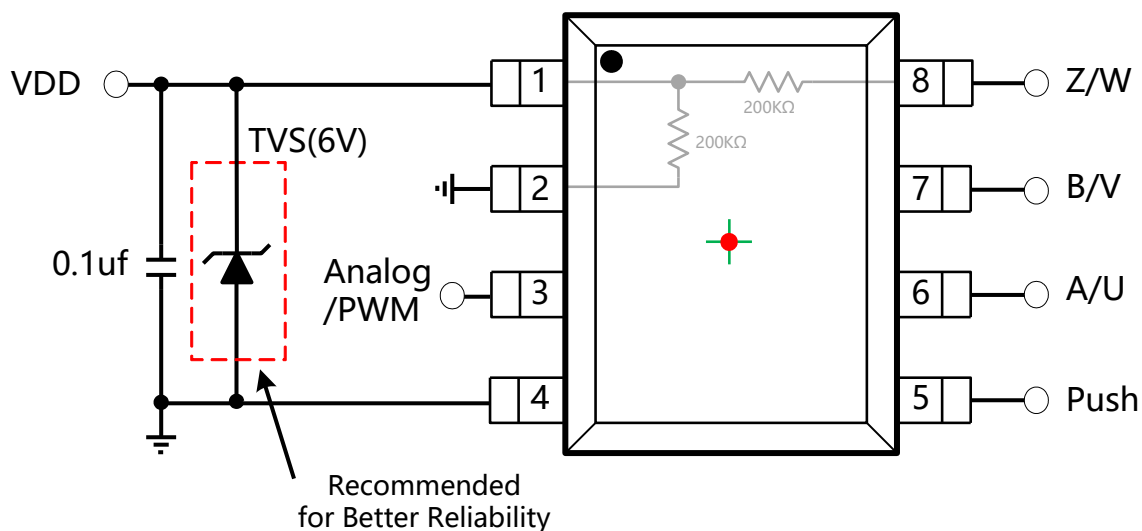 VDD
TVS(6V)
0.1uf
Analog
/PWM
Recommended
for Better Reliability
1
2
3
4
200KΩ
200KΩ
8
7
6
5
Z/W
B/V
A/U
Push